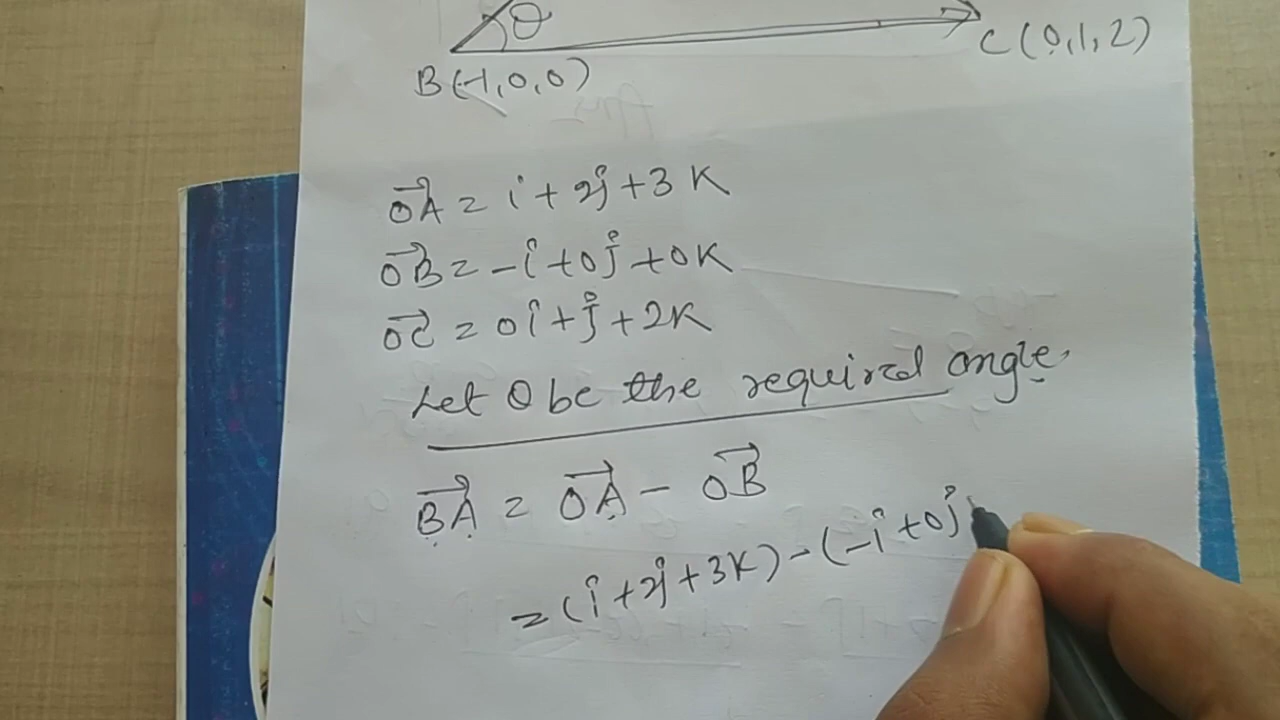 θ
C(0,1,2)
B(-1,0,0)
OA = i + 2j + 3K
OB = -i + 0j + 0K
OC = 0i + j + 2K
Let θ be the required angle.
BA = OA - OB
= (i + 2j + 3K) - (-i + 0j